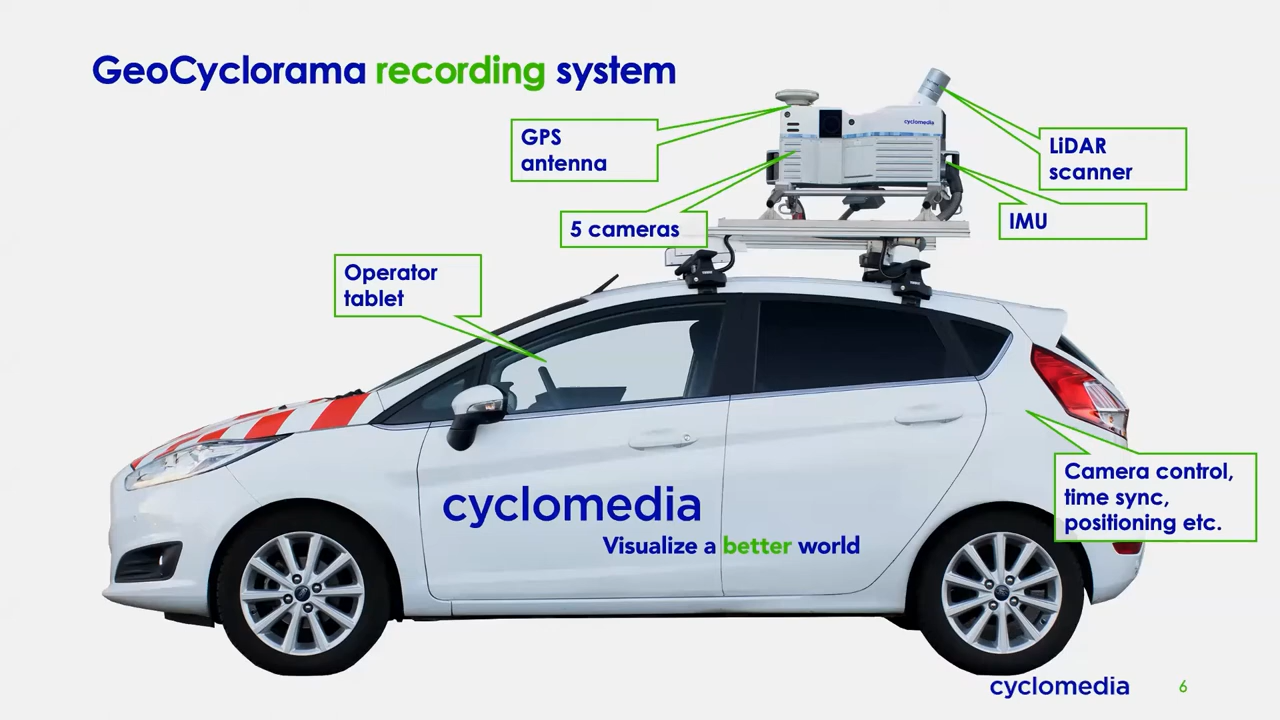 GeoCyclorama recording system
GPS
antenna
cyclomedia
LiDAR
scanner
5 cameras
IMU
Operator
tablet
Camera control,
time sync,
positioning etc.
cyclomedia
Visualize a better world
cyclomedia
6